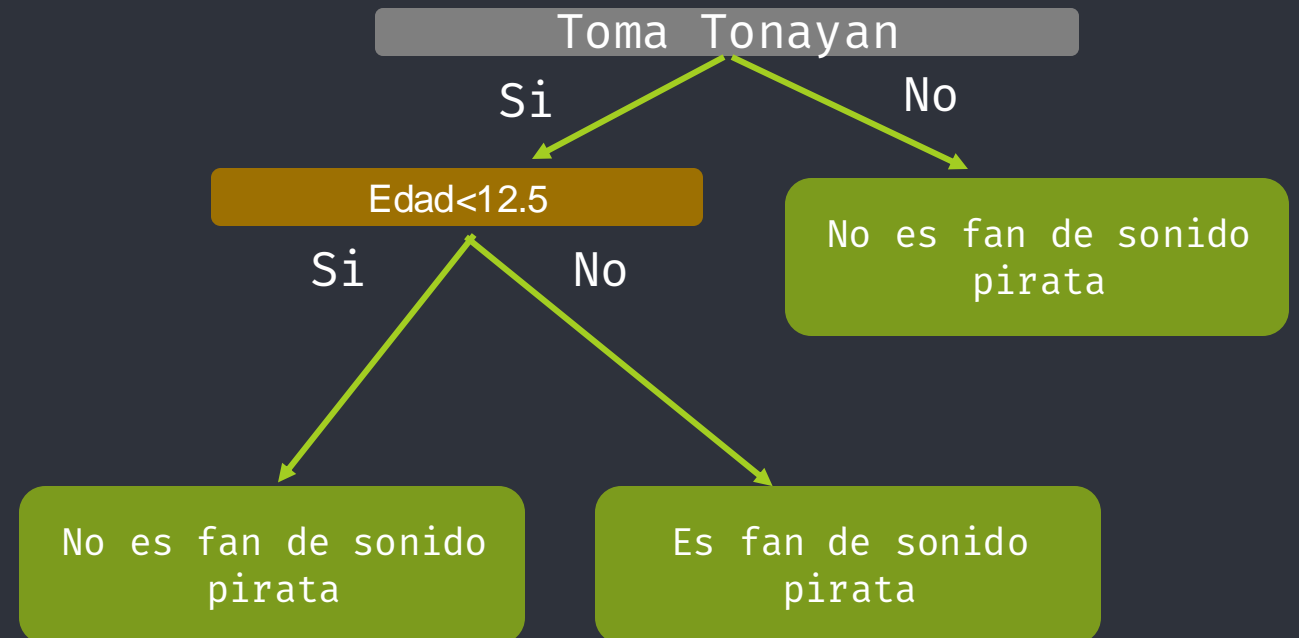 Toma Tonayan
Si
No
Edad<12.5
No es fan de sonido
pirata
Si
No
No es fan de sonido
pirata
Es fan de sonido
pirata